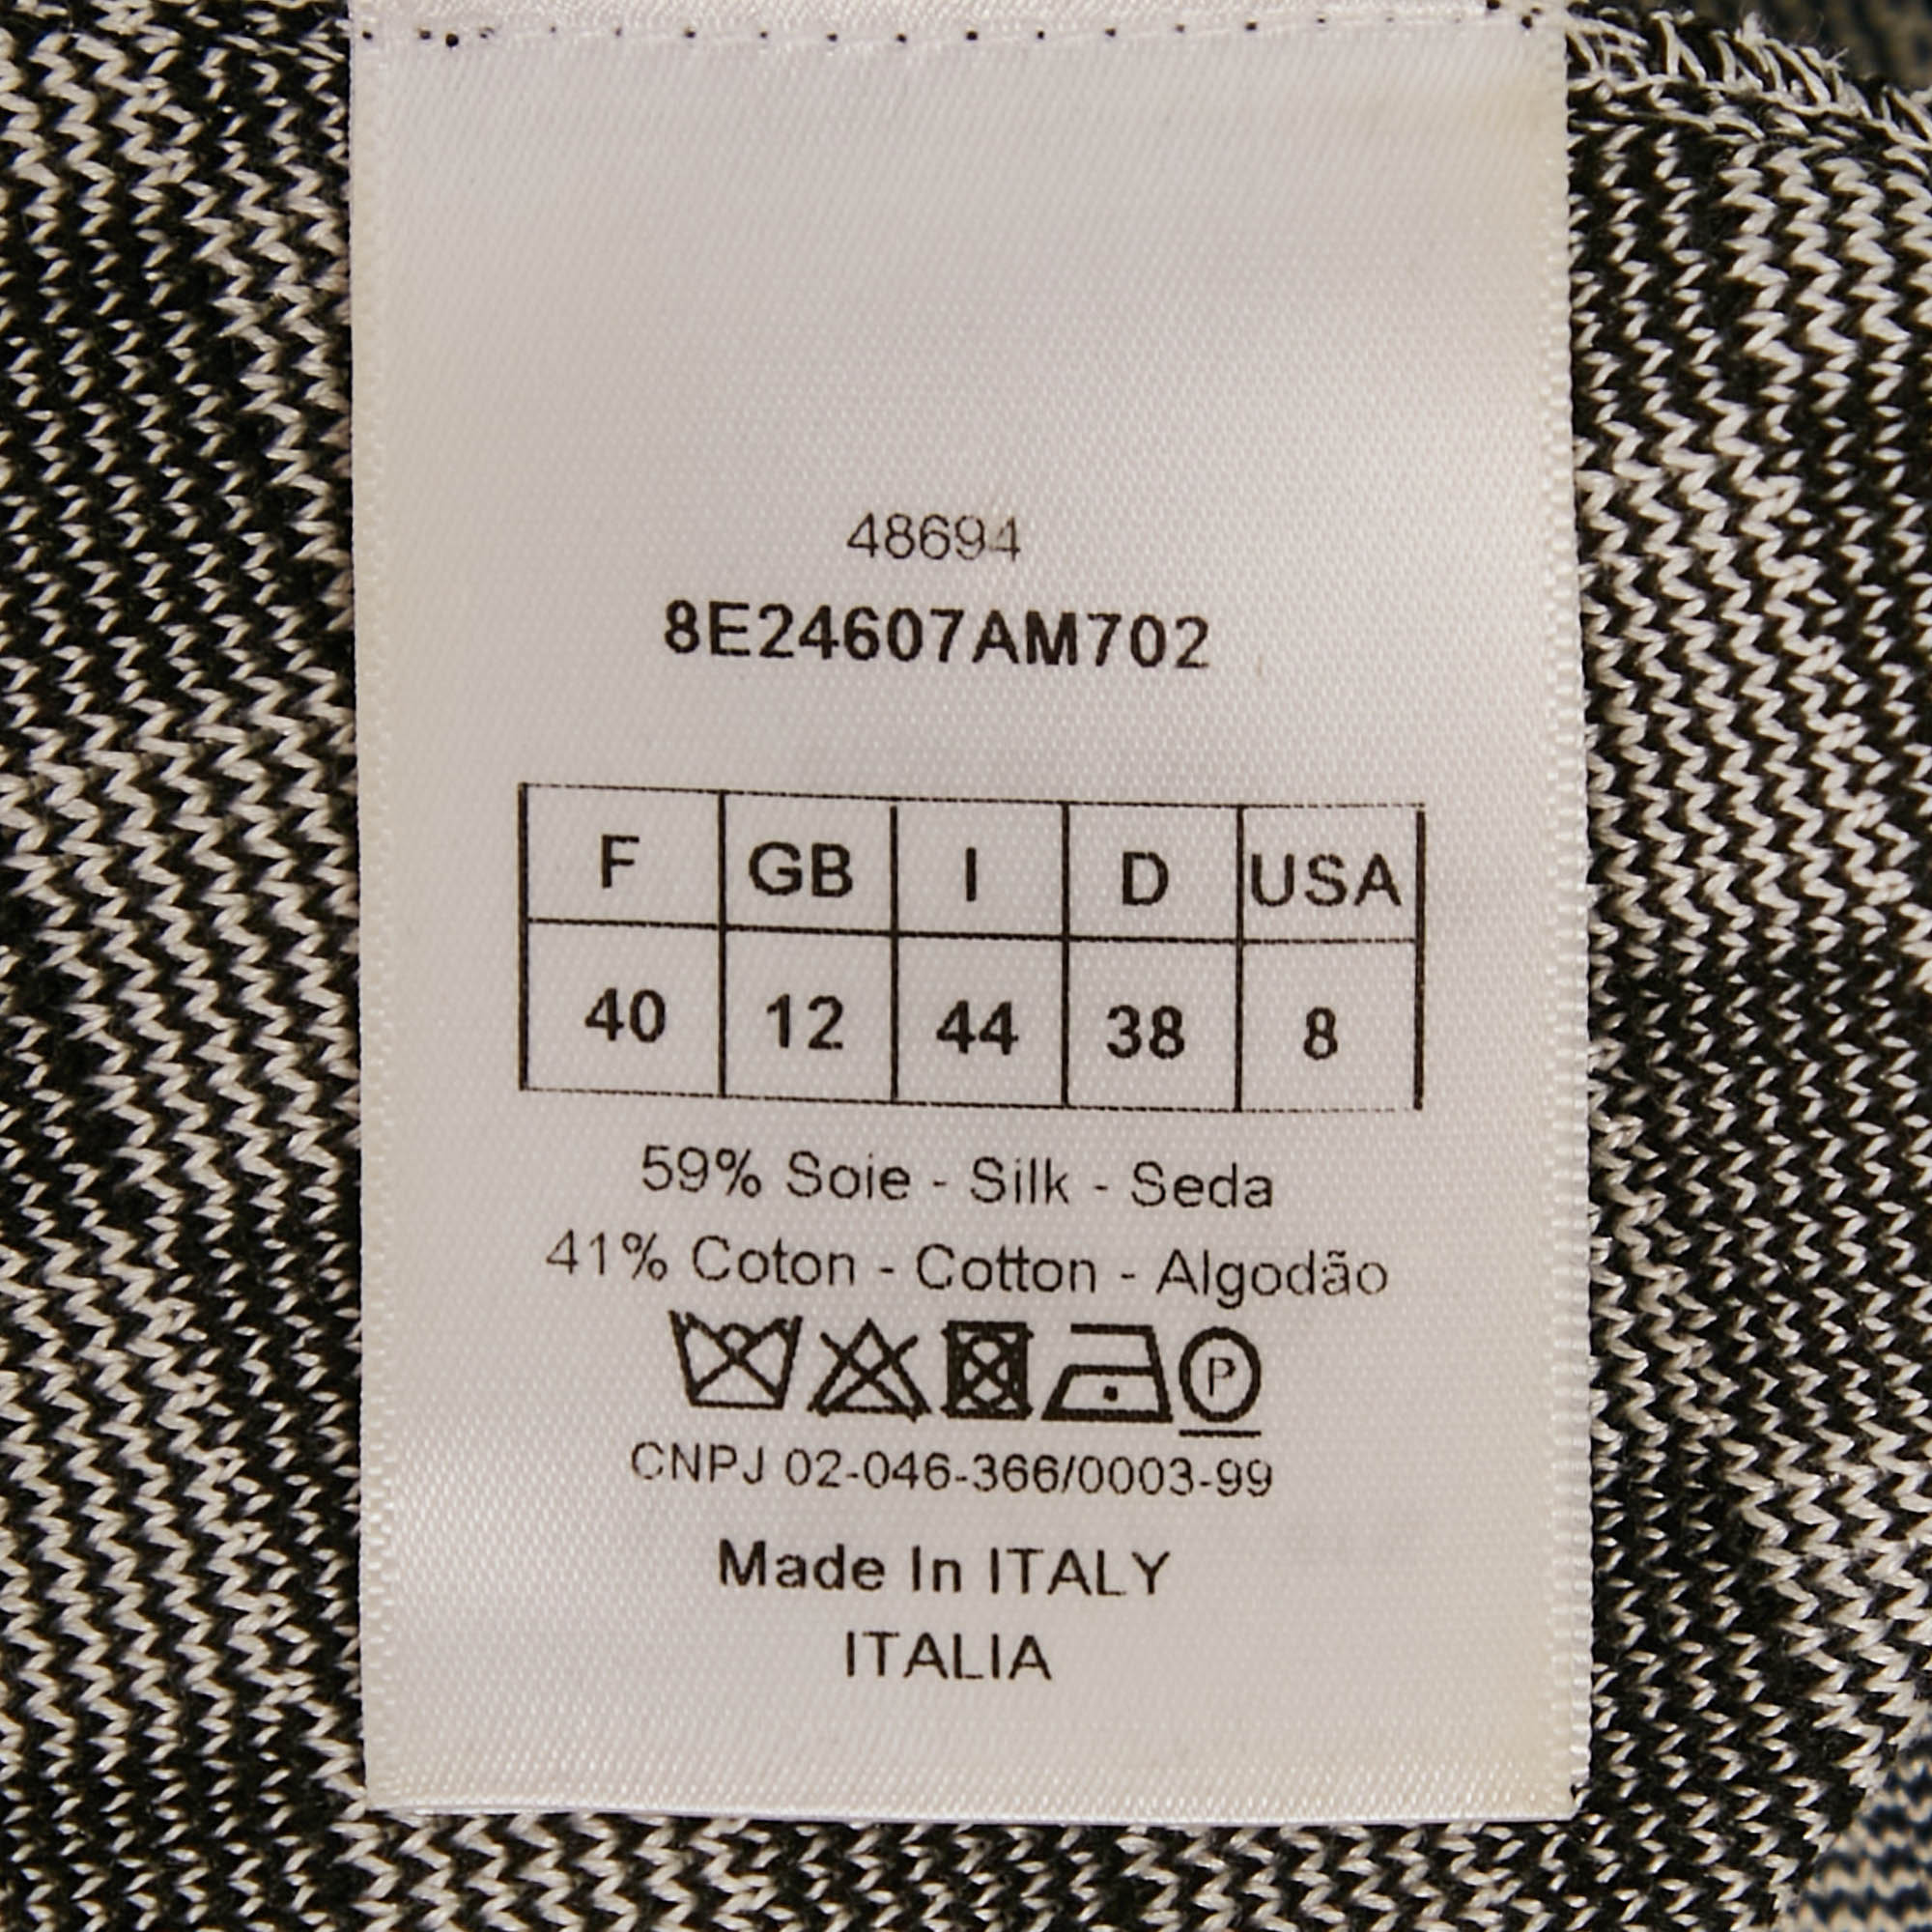 48694
8E24607AM702
F GB I D USA
40 12 44 38 8
59% Soie - Silk - Seda
41% Coton - Cotton - Algodão
P
CNPJ 02-046-366/0003-99
Made In ITALY
ITALIA